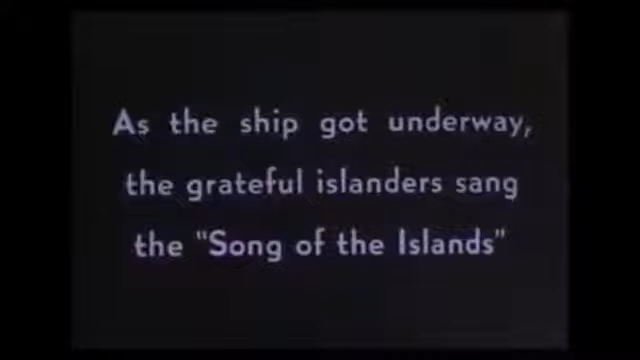 As the ship got underway,
the grateful islanders sang
the "Song of the Islands"